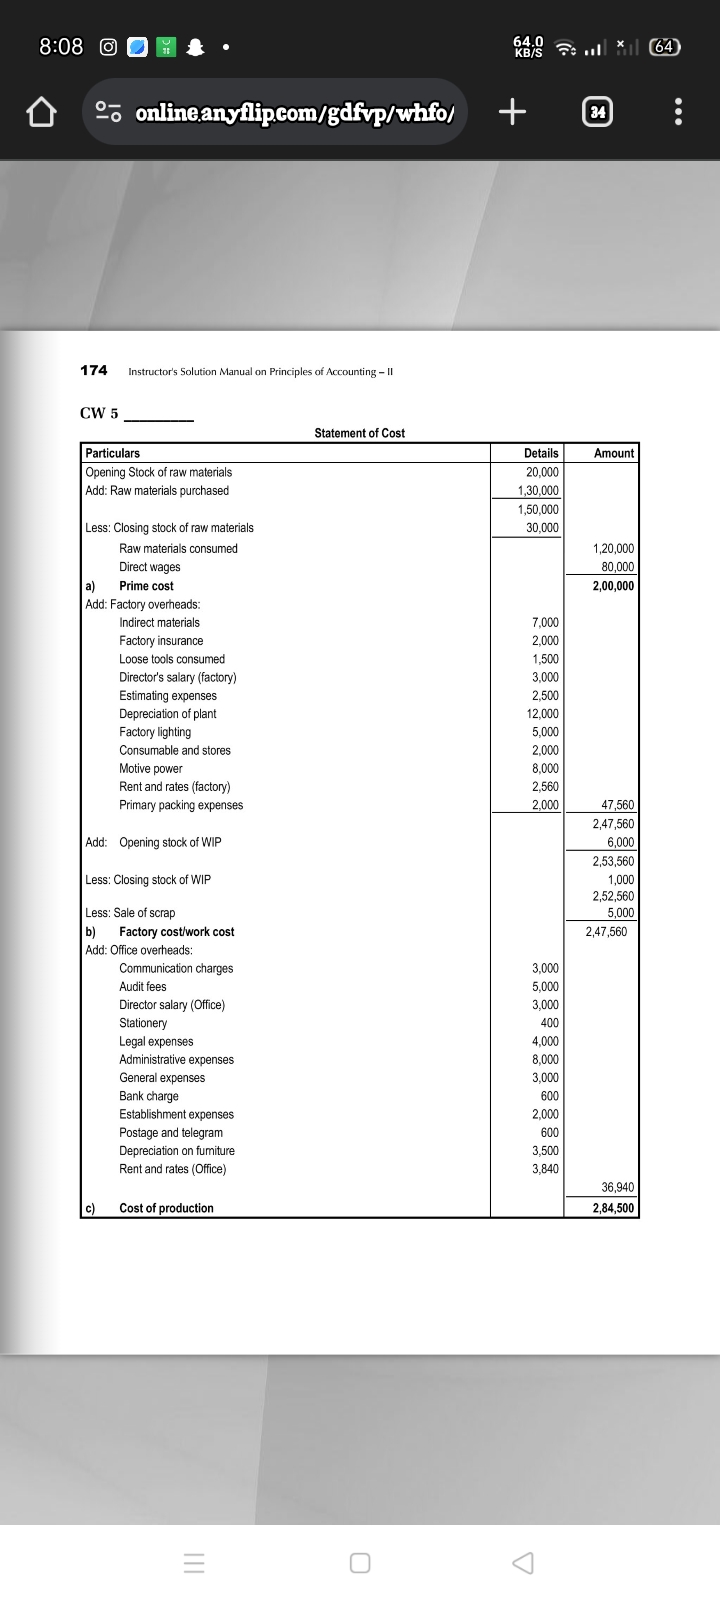 8:08
64.0
KB/S
64
online.anyflip.com/gdfvp/whfo/
34
174 Instructor's Solution Manual on Principles of Accounting – II
CW 5 ________
Statement of Cost
Particulars Details Amount
Opening Stock of raw materials 20,000
Add: Raw materials purchased 1,30,000
1,50,000
Less: Closing stock of raw materials 30,000
Raw materials consumed 1,20,000
Direct wages 80,000
a) Prime cost 2,00,000
Add: Factory overheads:
Indirect materials 7,000
Factory insurance 2,000
Loose tools consumed 1,500
Director's salary (factory) 3,000
Estimating expenses 2,500
Depreciation of plant 12,000
Factory lighting 5,000
Consumable and stores 2,000
Motive power 8,000
Rent and rates (factory) 2,560
Primary packing expenses 2,000 47,560
2,47,560
Add: Opening stock of WIP 6,000
2,53,560
Less: Closing stock of WIP 1,000
2,52,560
Less: Sale of scrap 5,000
b) Factory cost/work cost 2,47,560
Add: Office overheads:
Communication charges 3,000
Audit fees 5,000
Director salary (Office) 3,000
Stationery 400
Legal expenses 4,000
Administrative expenses 8,000
General expenses 3,000
Bank charge 600
Establishment expenses 2,000
Postage and telegram 600
Depreciation on furniture 3,500
Rent and rates (Office) 3,840
36,940
c) Cost of production 2,84,500